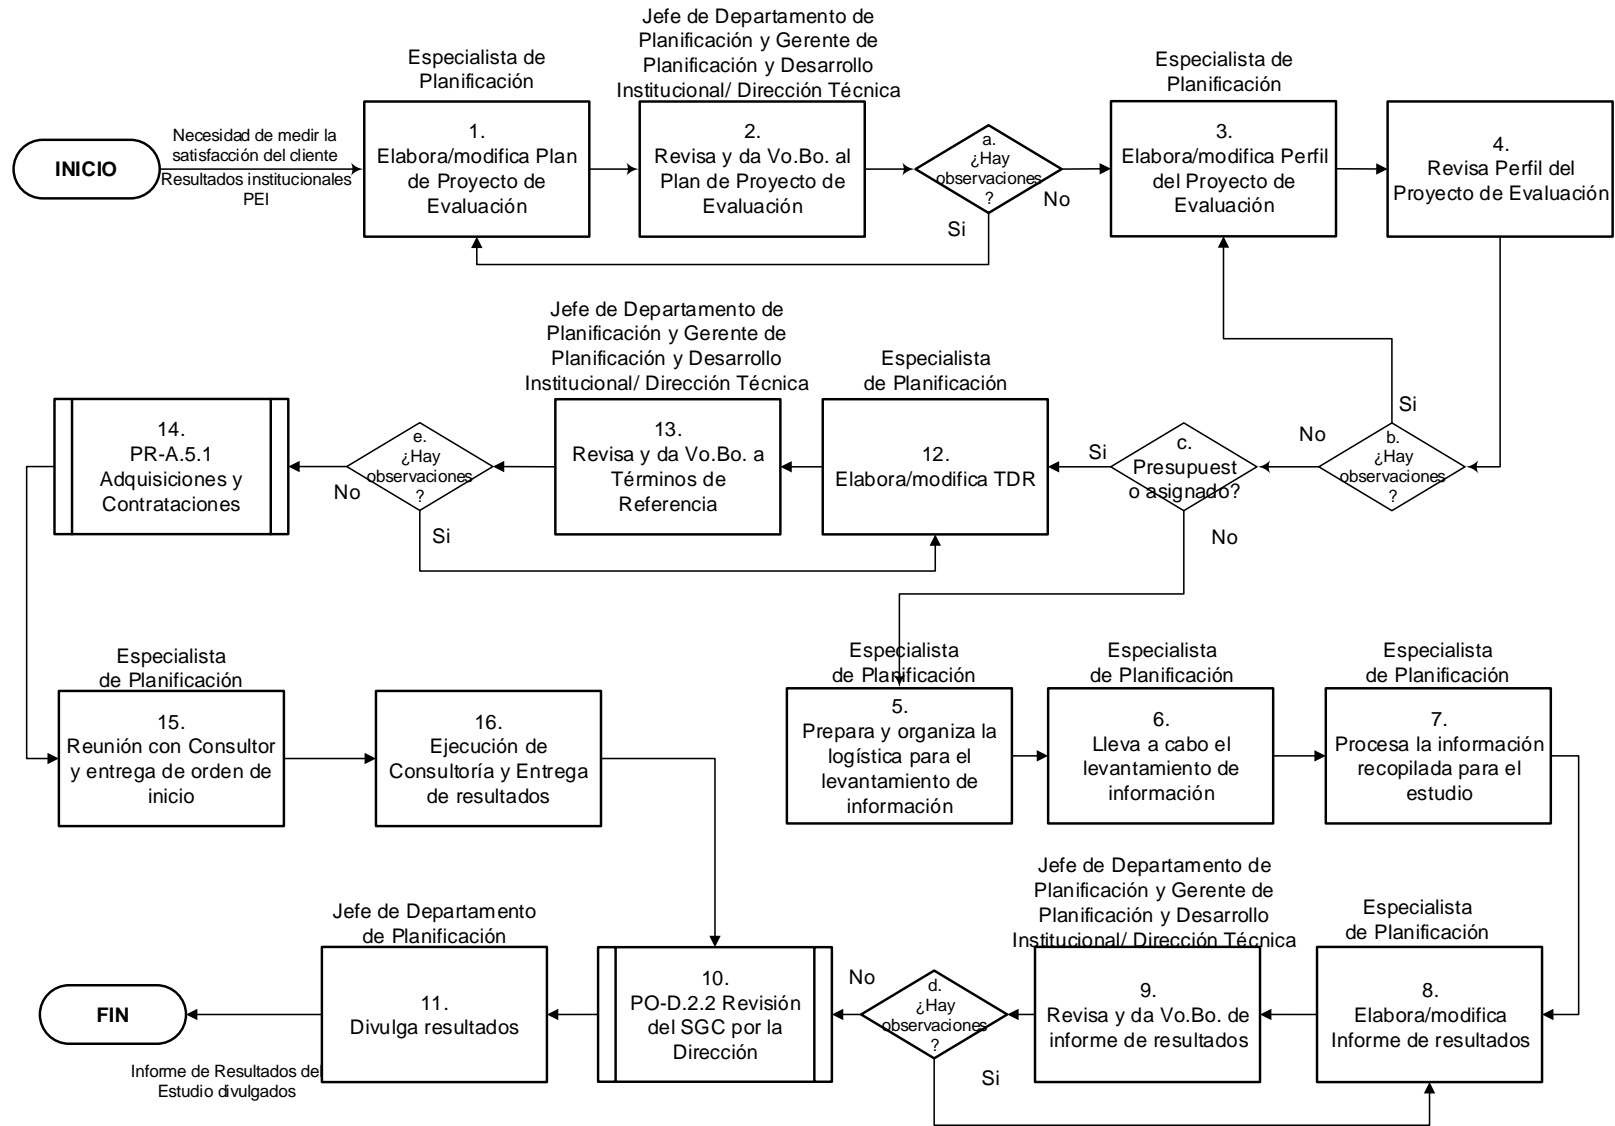 INICIO
Necesidad de medir la
satisfacción del cliente
Resultados institucionales
PEI
Especialista de
Planificación
1.
Elabora/modifica Plan
de Proyecto de
Evaluación
Jefe de Departamento de
Planificación y Gerente de
Planificación y Desarrollo
Institucional/ Dirección Técnica
2.
Revisa y da Vo.Bo. al
Plan de Proyecto de
Evaluación
a.
¿Hay
observaciones
?
No
Si
Especialista de
Planificación
3.
Elabora/modifica Perfil
del Proyecto de
Evaluación
4.
Revisa Perfil del
Proyecto de Evaluación
Si
b.
¿Hay
observaciones
?
No
c.
Presupuest
o asignado?
Si
No
Especialista
de Planificación
12.
Elabora/modifica TDR
Jefe de Departamento de
Planificación y Gerente de
Planificación y Desarrollo
Institucional/ Dirección Técnica
13.
Revisa y da Vo.Bo. a
Términos de
Referencia
e.
¿Hay
observaciones
?
No
Si
14.
PR-A.5.1
Adquisiciones y
Contrataciones
Especialista
de Planificación
15.
Reunión con Consultor
y entrega de orden de
inicio
16.
Ejecución de
Consultoría y Entrega
de resultados
Especialista
de Planificación
5.
Prepara y organiza la
logística para el
levantamiento de
información
Especialista
de Planificación
6.
Lleva a cabo el
levantamiento de
información
Especialista
de Planificación
7.
Procesa la información
recopilada para el
estudio
Especialista
de Planificación
8.
Elabora/modifica
Informe de resultados
Jefe de Departamento de
Planificación y Gerente de
Planificación y Desarrollo
Institucional/ Dirección Técnica
9.
Revisa y da Vo.Bo. de
informe de resultados
d.
¿Hay
observaciones
?
No
Si
10.
PO-D.2.2 Revisión
del SGC por la
Dirección
Jefe de Departamento
de Planificación
11.
Divulga resultados
FIN
Informe de Resultados del
Estudio divulgados